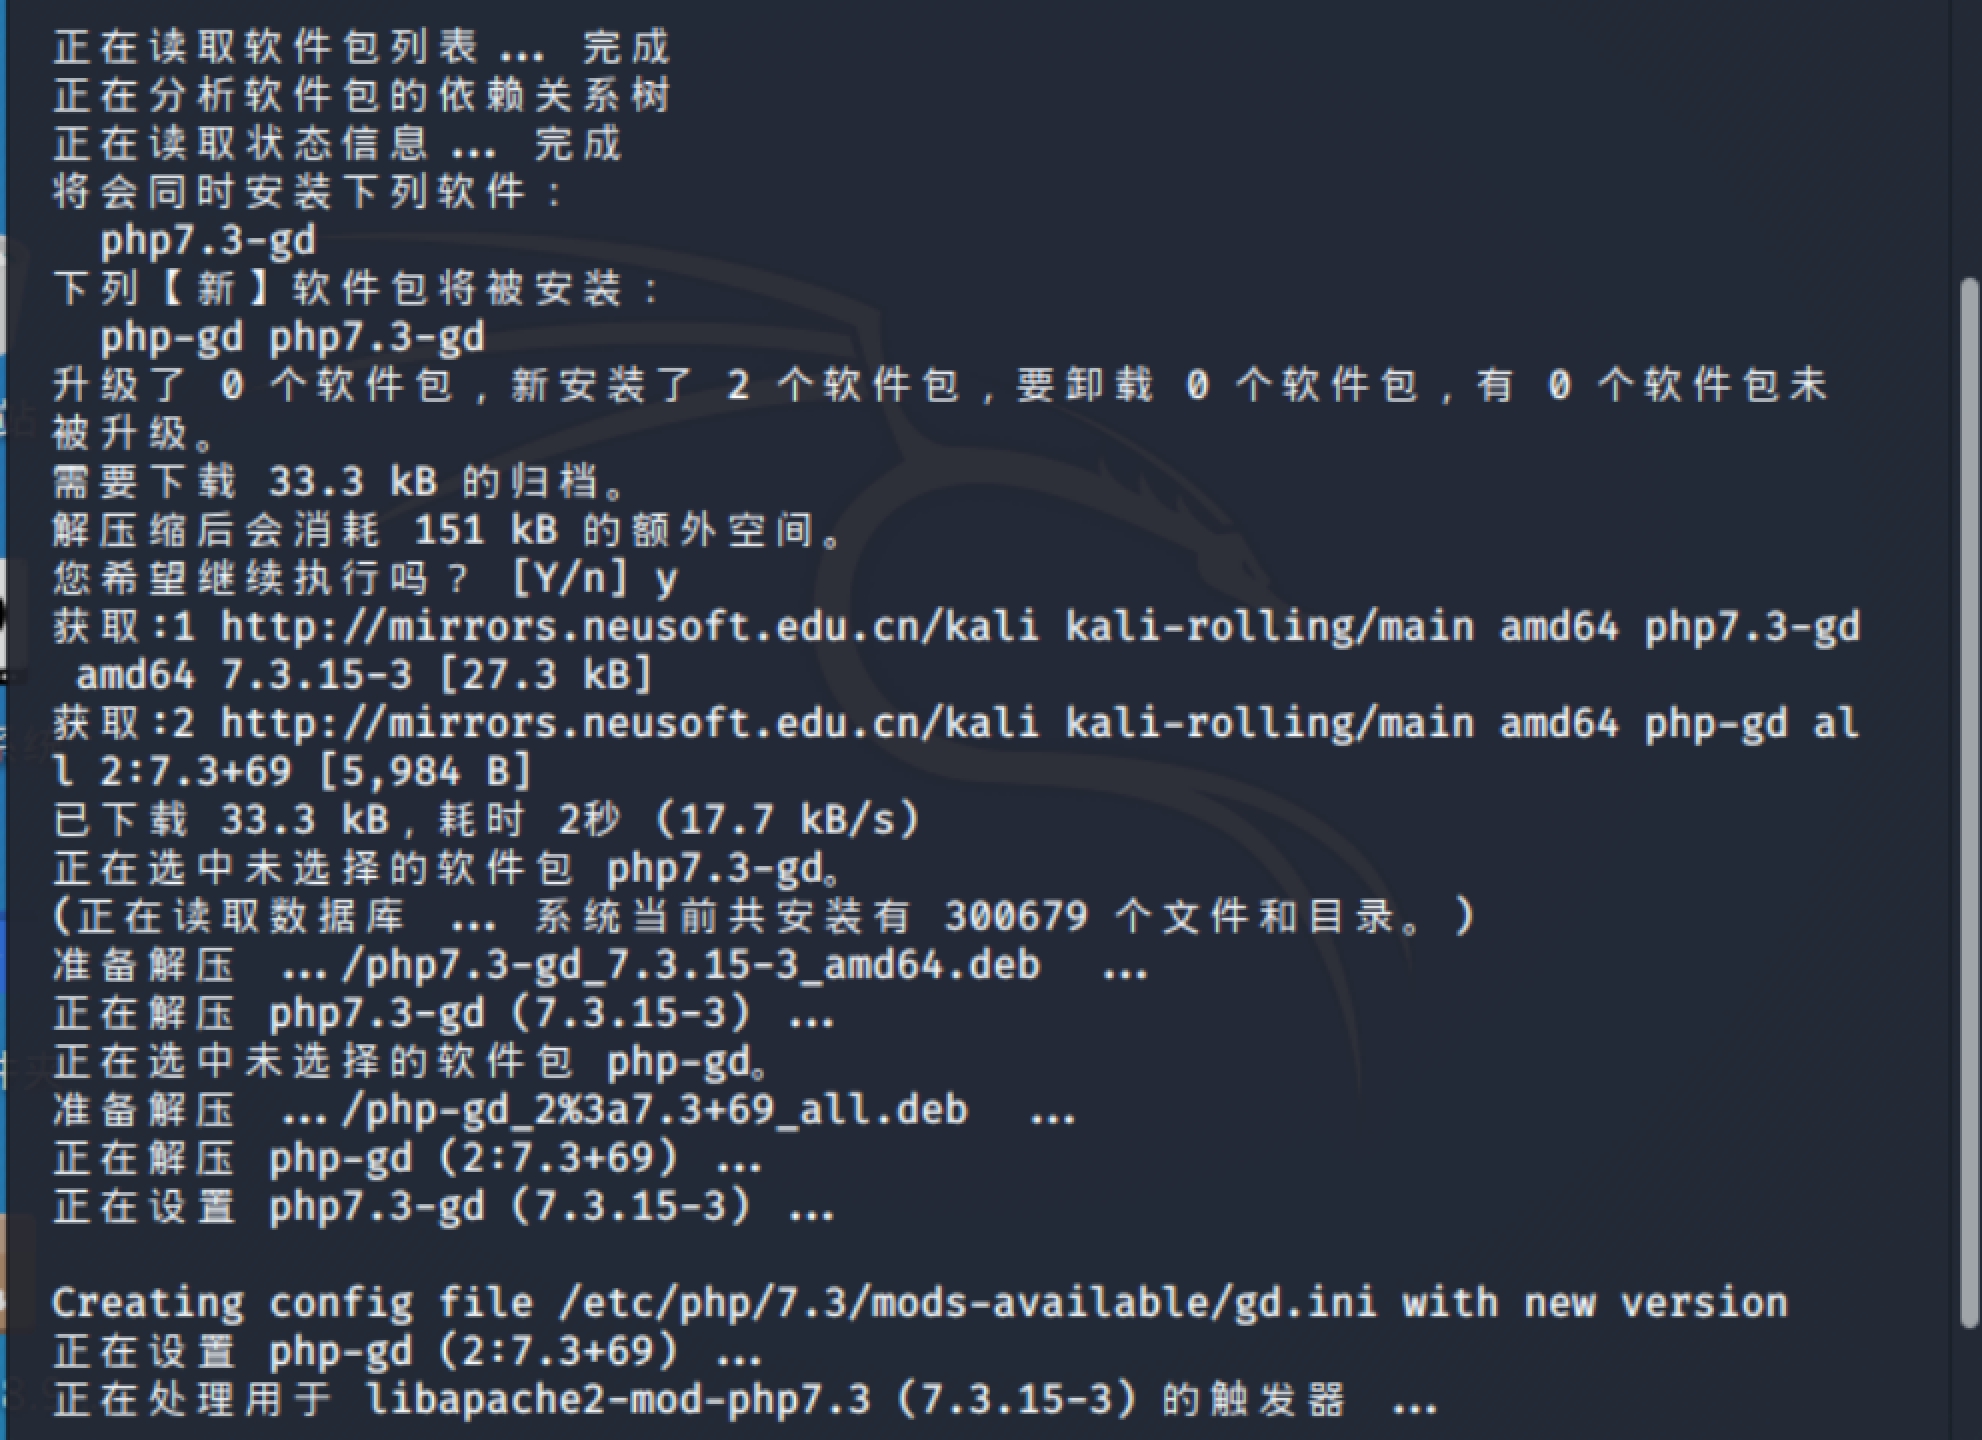 正在读取软件包列表... 完成
正在分析软件包的依赖关系树
正在读取状态信息... 完成
将会同时安装下列软件：
  php7.3-gd
下列【新】软件包将被安装：
  php-gd php7.3-gd
升级了 0 个软件包，新安装了 2 个软件包，要卸载 0 个软件包，有 0 个软件包未
被升级。
需要下载 33.3 kB 的归档。
解压缩后会消耗 151 kB 的额外空间。
您希望继续执行吗？ [Y/n] y
获取:1 http://mirrors.neusoft.edu.cn/kali kali-rolling/main amd64 php7.3-gd
 amd64 7.3.15-3 [27.3 kB]
获取:2 http://mirrors.neusoft.edu.cn/kali kali-rolling/main amd64 php-gd al
l 2:7.3+69 [5,984 B]
已下载 33.3 kB，耗时 2秒 (17.7 kB/s)
正在选中未选择的软件包 php7.3-gd。
(正在读取数据库 ... 系统当前共安装有 300679 个文件和目录。)
准备解压 .../php7.3-gd_7.3.15-3_amd64.deb  ...
正在解压 php7.3-gd (7.3.15-3) ...
正在选中未选择的软件包 php-gd。
准备解压 .../php-gd_2%3a7.3+69_all.deb  ...
正在解压 php-gd (2:7.3+69) ...
正在设置 php7.3-gd (7.3.15-3) ...
Creating config file /etc/php/7.3/mods-available/gd.ini with new version
正在设置 php-gd (2:7.3+69) ...
正在处理用于 libapache2-mod-php7.3 (7.3.15-3) 的触发器 ...